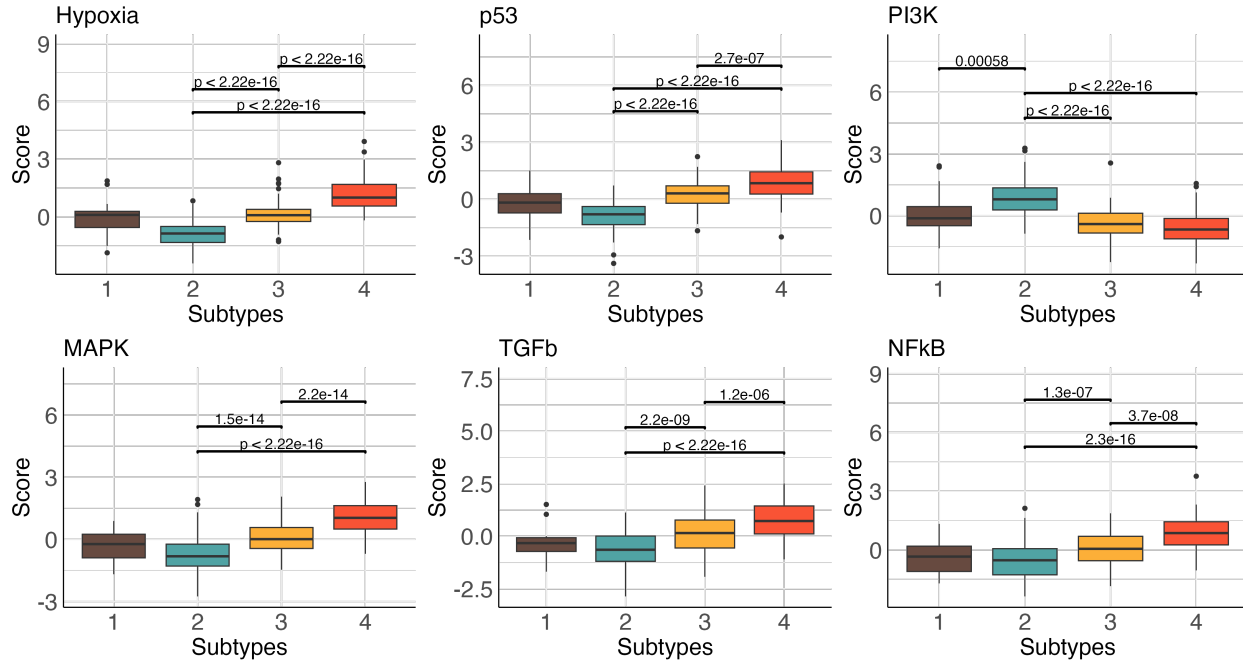 Hypoxia
9
6
3
0
Score
p < 2.22e-16
p < 2.22e-16
p < 2.22e-16
1 2 3 4
Subtypes
p53
6
3
0
-3
Score
2.7e-07
p < 2.22e-16
p < 2.22e-16
1 2 3 4
Subtypes
PI3K
6
3
0
Score
0.00058
p < 2.22e-16
p < 2.22e-16
1 2 3 4
Subtypes
MAPK
6
3
0
-3
Score
2.2e-14
1.5e-14
p < 2.22e-16
1 2 3 4
Subtypes
TGFb
7.5
5.0
2.5
0.0
-2.5
Score
1.2e-06
2.2e-09
p < 2.22e-16
1 2 3 4
Subtypes
NFkB
9
6
3
0
Score
1.3e-07
3.7e-08
2.3e-16
1 2 3 4
Subtypes